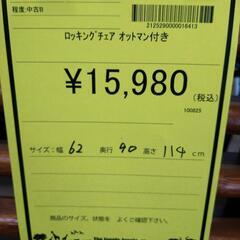 程度:中古B
2125290000016413
ロッキングチェア オットマン付き
¥15,980
(税込)
100825
サイズ:幅 62 奥行 90 高さ 114 cm
商品のサイズ、状態を よくご確認下さい。